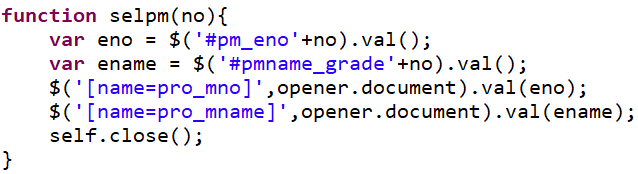 function selpm(no){
    var eno = $('#pm_eno'+no).val();
    var ename = $('#pmname_grade'+no).val();
    $('[name=pro_mno]',opener.document).val(eno);
    $('[name=pro_mname]',opener.document).val(ename);
    self.close();
}